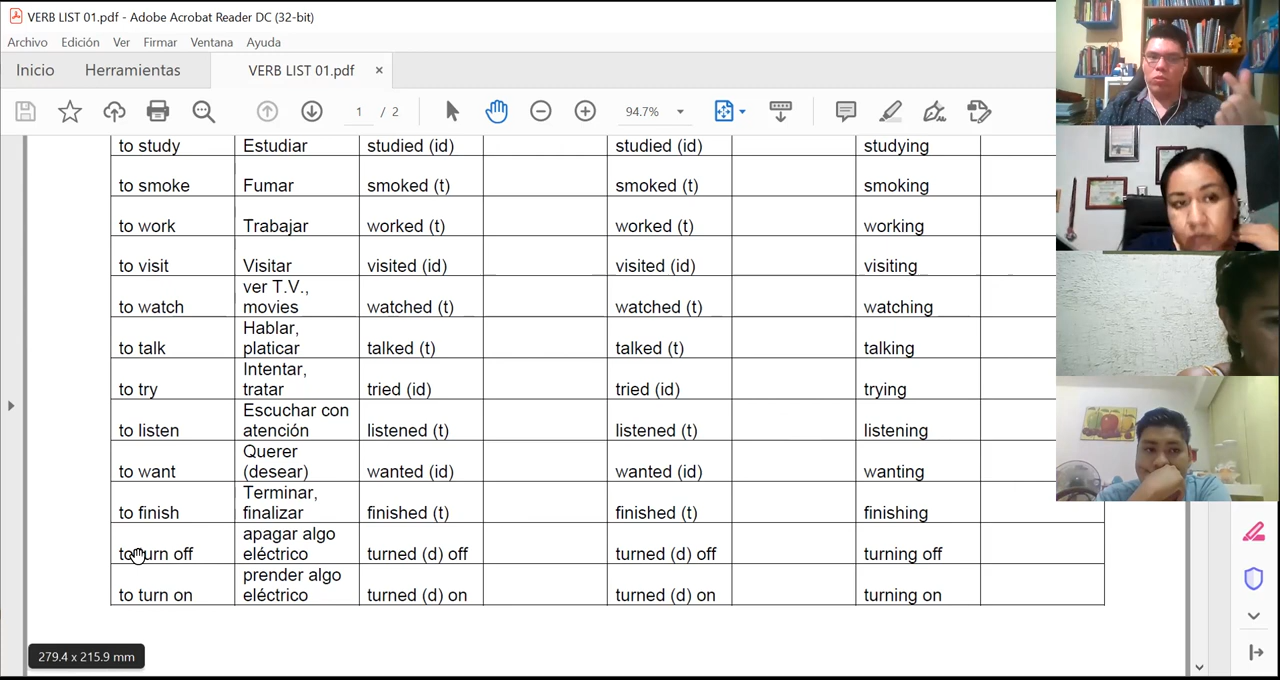 VERB LIST 01.pdf - Adobe Acrobat Reader DC (32-bit)
Archivo Edición Ver Firmar Ventana Ayuda
Inicio Herramientas VERB LIST 01.pdf ×
1 / 2 94.7%
to study Estudiar studied (id) studied (id) studying
to smoke Fumar smoked (t) smoked (t) smoking
to work Trabajar worked (t) worked (t) working
to visit Visitar visited (id) visited (id) visiting
ver T.V.,
to watch movies watched (t) watched (t) watching
Hablar,
to talk platicar talked (t) talked (t) talking
Intentar,
to try tratar tried (id) tried (id) trying
Escuchar con
to listen atención listened (t) listened (t) listening
Querer
to want (desear) wanted (id) wanted (id) wanting
Terminar,
to finish finalizar finished (t) finished (t) finishing
apagar algo
to turn off eléctrico turned (d) off turned (d) off turning off
prender algo
to turn on eléctrico turned (d) on turned (d) on turning on
279.4 x 215.9 mm